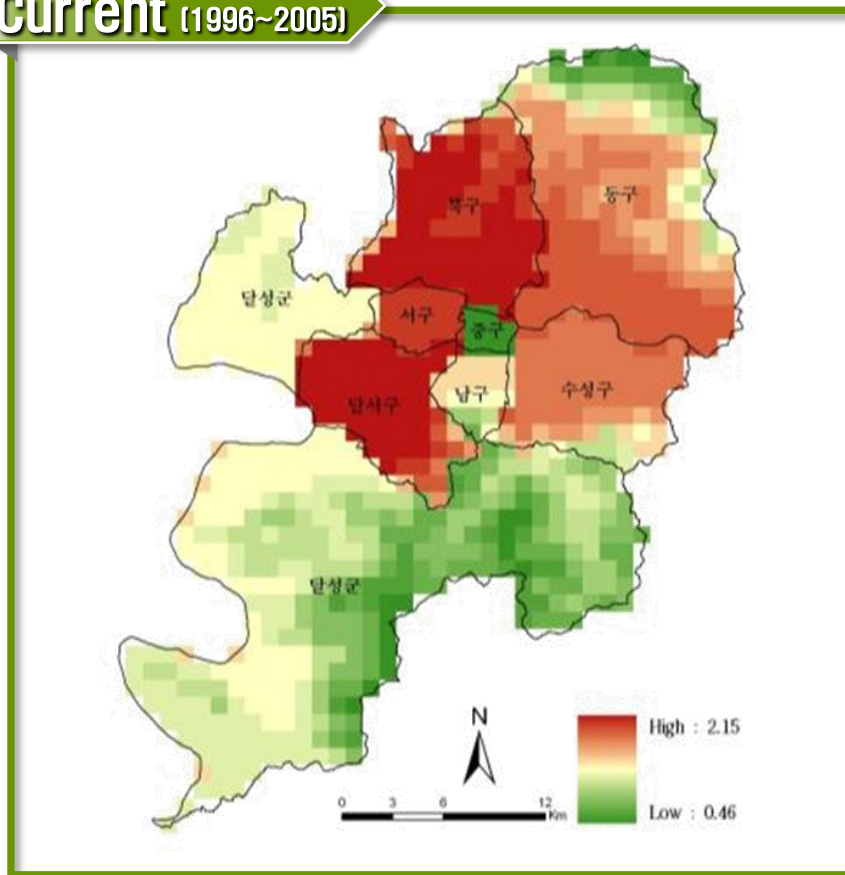 Current (1996~2005)
북구
동구
달성군
서구
중구
달서구
남구
수성구
달성군
N
High : 2.15
Low : 0.46
0 3 6 12
Km